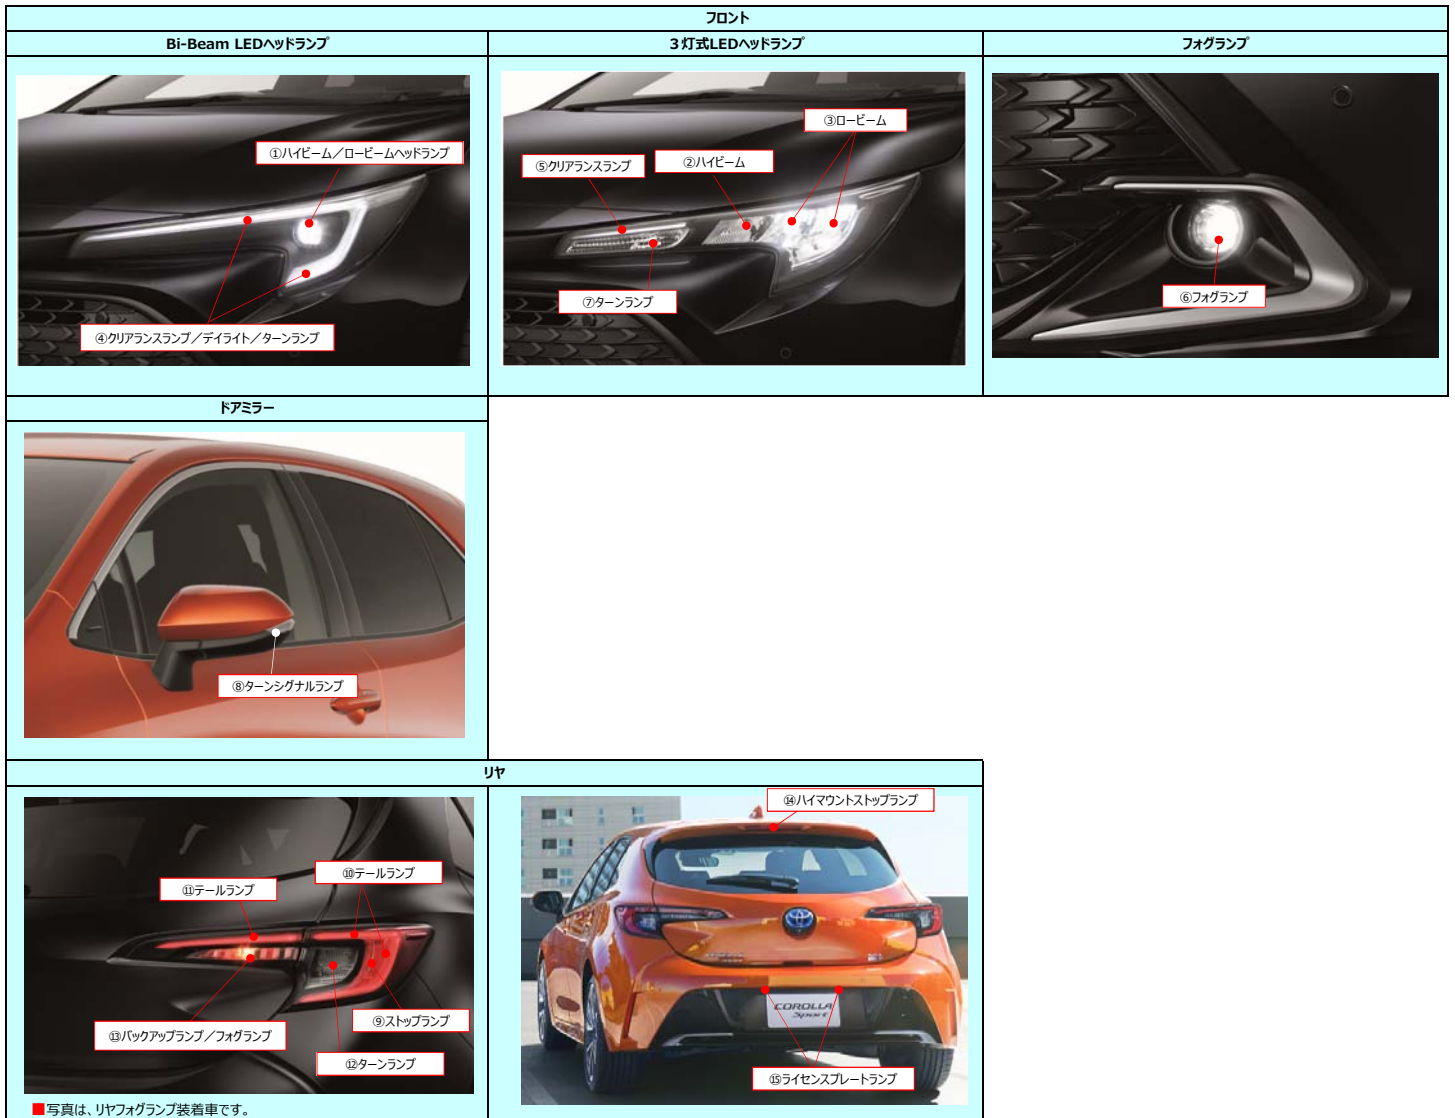 フロント
Bi-Beam LEDヘッドランプ
３灯式LEDヘッドランプ
フォグランプ
①ハイビーム／ロービームヘッドランプ
④クリアランスランプ／デイライト／ターンランプ
③ロービーム
⑤クリアランスランプ
②ハイビーム
⑦ターンランプ
⑥フォグランプ
ドアミラー
⑧ターンシグナルランプ
リヤ
⑩テールランプ
⑪テールランプ
⑨ストップランプ
⑬バックアップランプ／フォグランプ
⑫ターンランプ
■写真は、リヤフォグランプ装着車です。
⑭ハイマウントストップランプ
COROLLA
Sport
⑮ライセンスプレートランプ